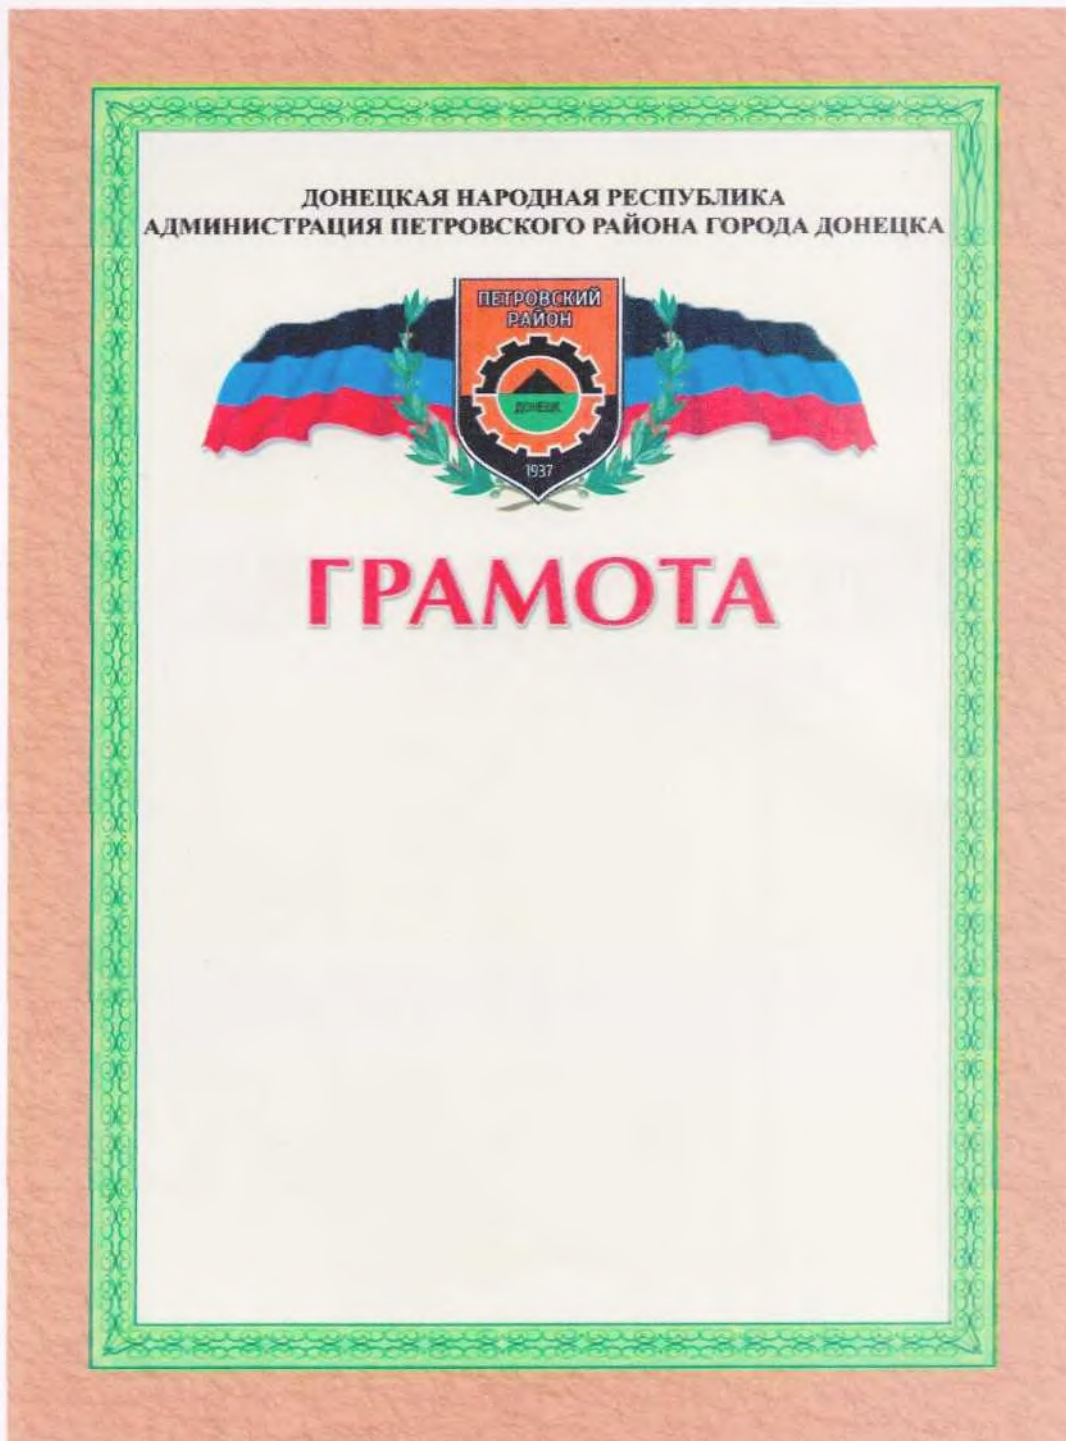 ДОНЕЦКАЯ НАРОДНАЯ РЕСПУБЛИКА
АДМИНИСТРАЦИЯ ПЕТРОВСКОГО РАЙОНА ГОРОДА ДОНЕЦКА
ПЕТРОВСКИЙ
РАЙОН
ДОНЕЦК
1937
ГРАМОТА